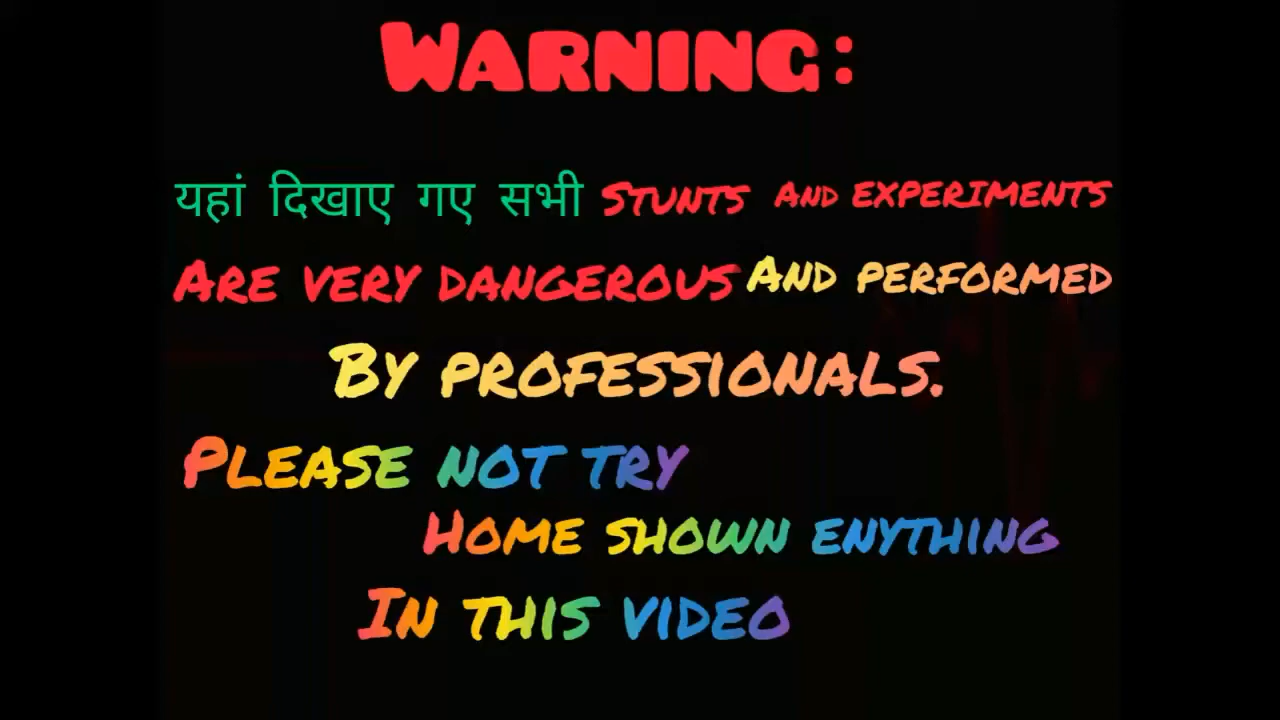 WARNING:
यहां दिखाए गए सभी STUNTS AND EXPERIMENTS
ARE VERY DANGEROUS AND PERFORMED
BY PROFESSIONALS.
PLEASE NOT TRY
HOME SHOWN ENYTHING
IN THIS VIDEO